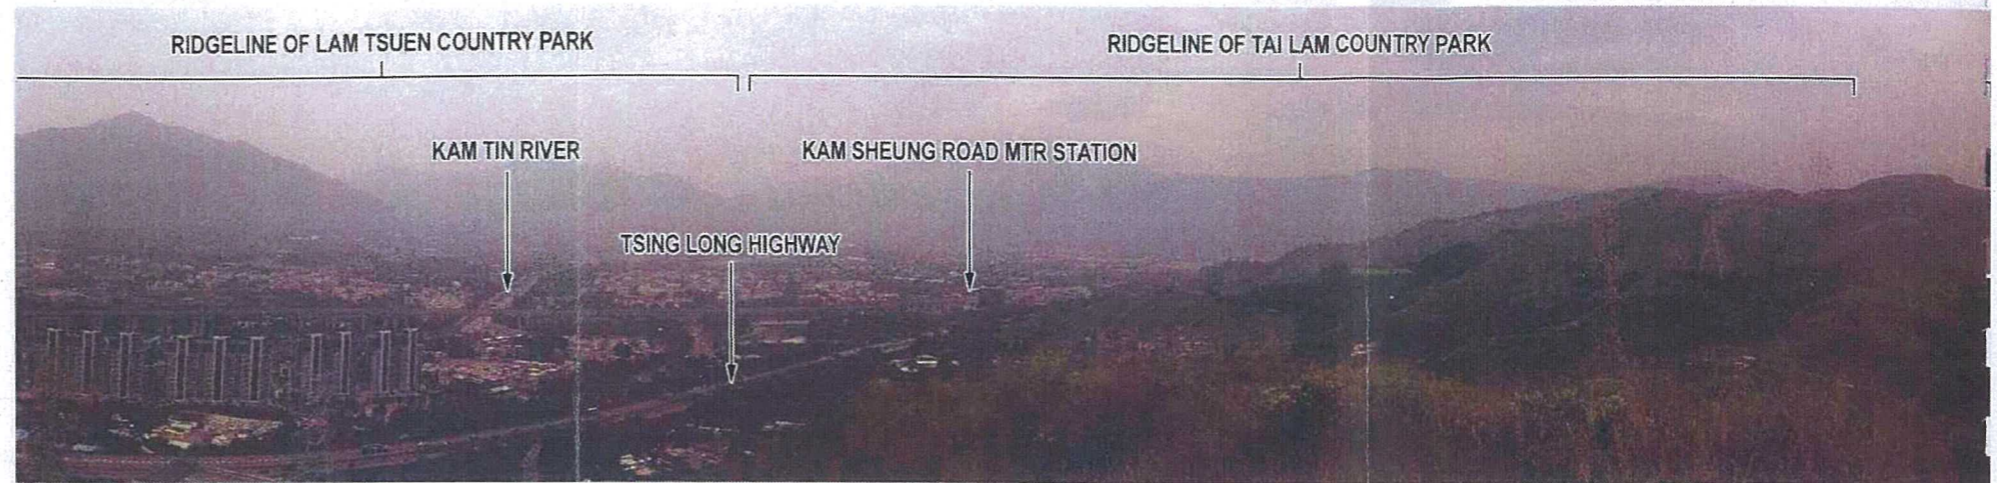 RIDGELINE OF LAM TSUEN COUNTRY PARK
RIDGELINE OF TAI LAM COUNTRY PARK
KAM TIN RIVER
KAM SHEUNG ROAD MTR STATION
TSING LONG HIGHWAY